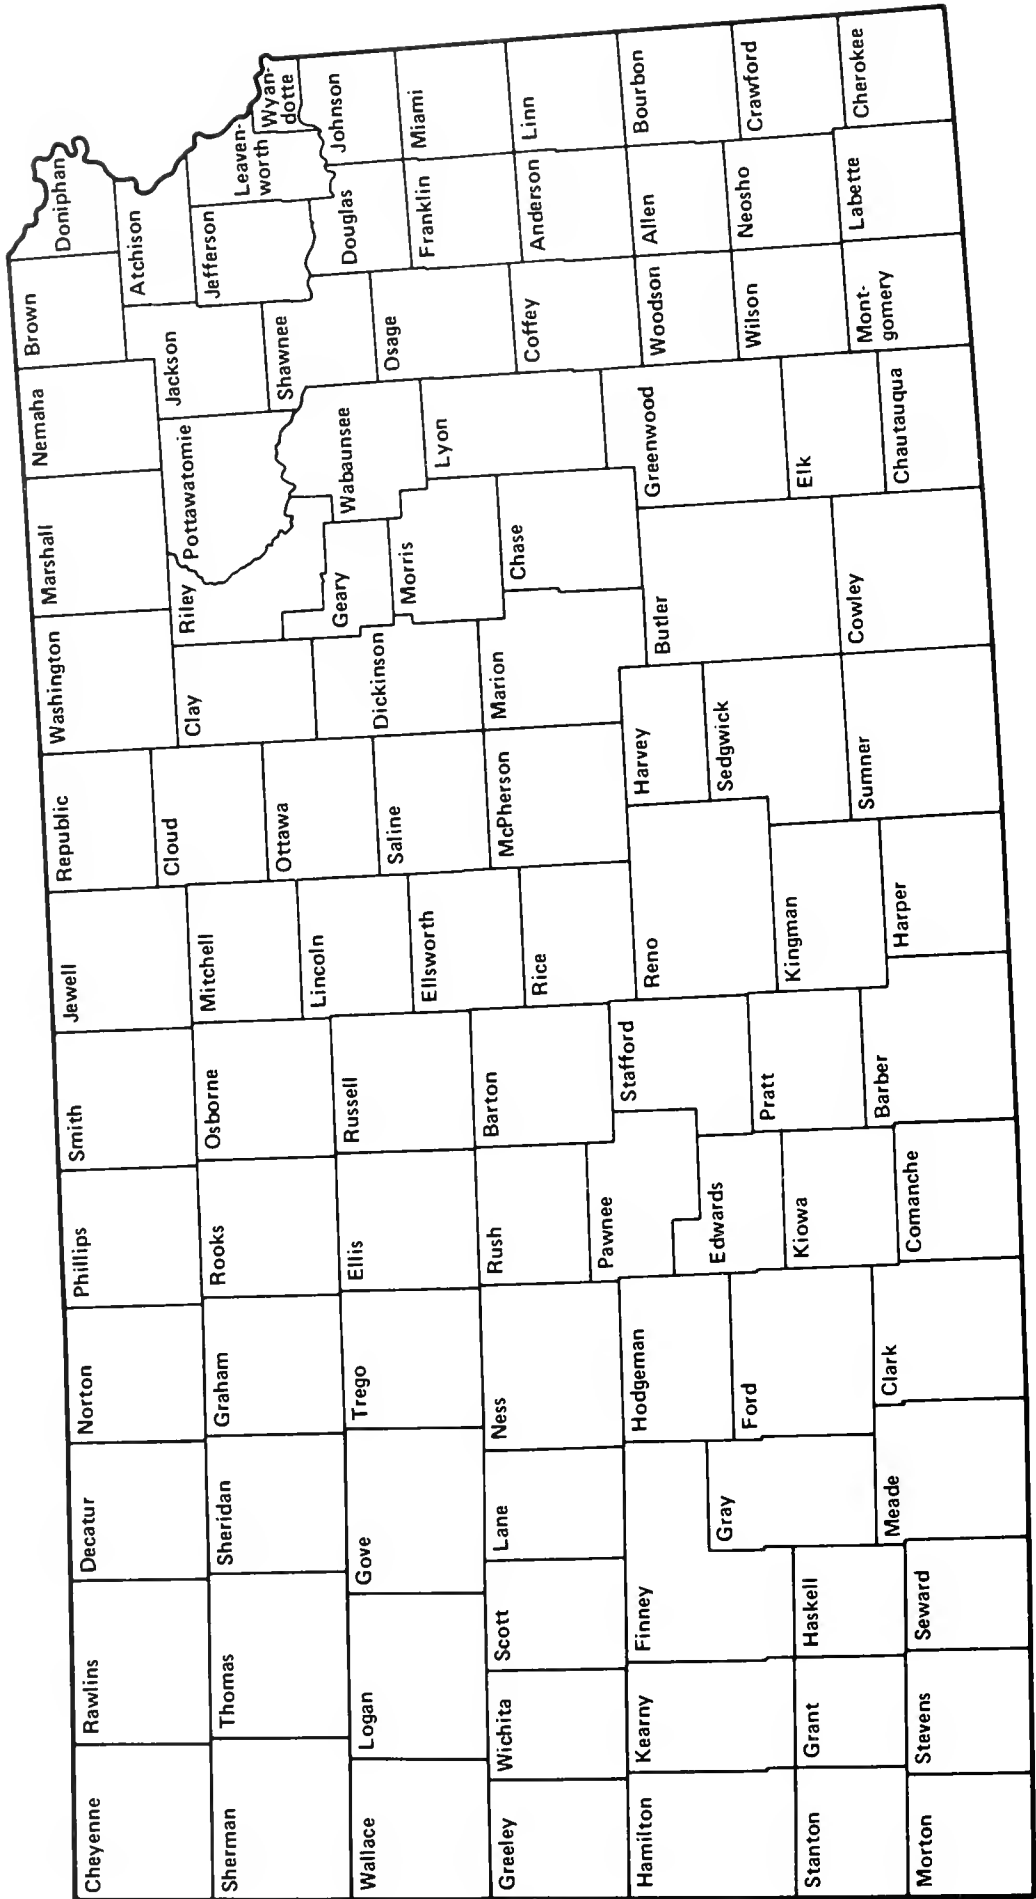 Cheyenne
Rawlins
Decatur
Norton
Phillips
Smith
Jewell
Republic
Washington
Marshall
Nemaha
Brown
Doniphan
Sherman
Thomas
Sheridan
Graham
Rooks
Osborne
Mitchell
Cloud
Clay
Riley
Pottawatomie
Jackson
Atchison
Jefferson
Leaven-
worth
Wyan-
dotte
Wallace
Logan
Gove
Trego
Ellis
Russell
Lincoln
Ottawa
Dickinson
Geary
Wabaunsee
Shawnee
Douglas
Johnson
Greeley
Wichita
Scott
Lane
Ness
Rush
Barton
Ellsworth
Saline
Morris
Lyon
Osage
Franklin
Miami
Rice
McPherson
Marion
Chase
Coffey
Anderson
Linn
Hamilton
Kearny
Finney
Hodgeman
Pawnee
Stafford
Reno
Harvey
Butler
Greenwood
Woodson
Allen
Bourbon
Gray
Ford
Edwards
Pratt
Kingman
Sedgwick
Elk
Wilson
Neosho
Crawford
Stanton
Grant
Haskell
Kiowa
Meade
Clark
Comanche
Barber
Harper
Sumner
Cowley
Chautauqua
Mont-
gomery
Labette
Cherokee
Morton
Stevens
Seward